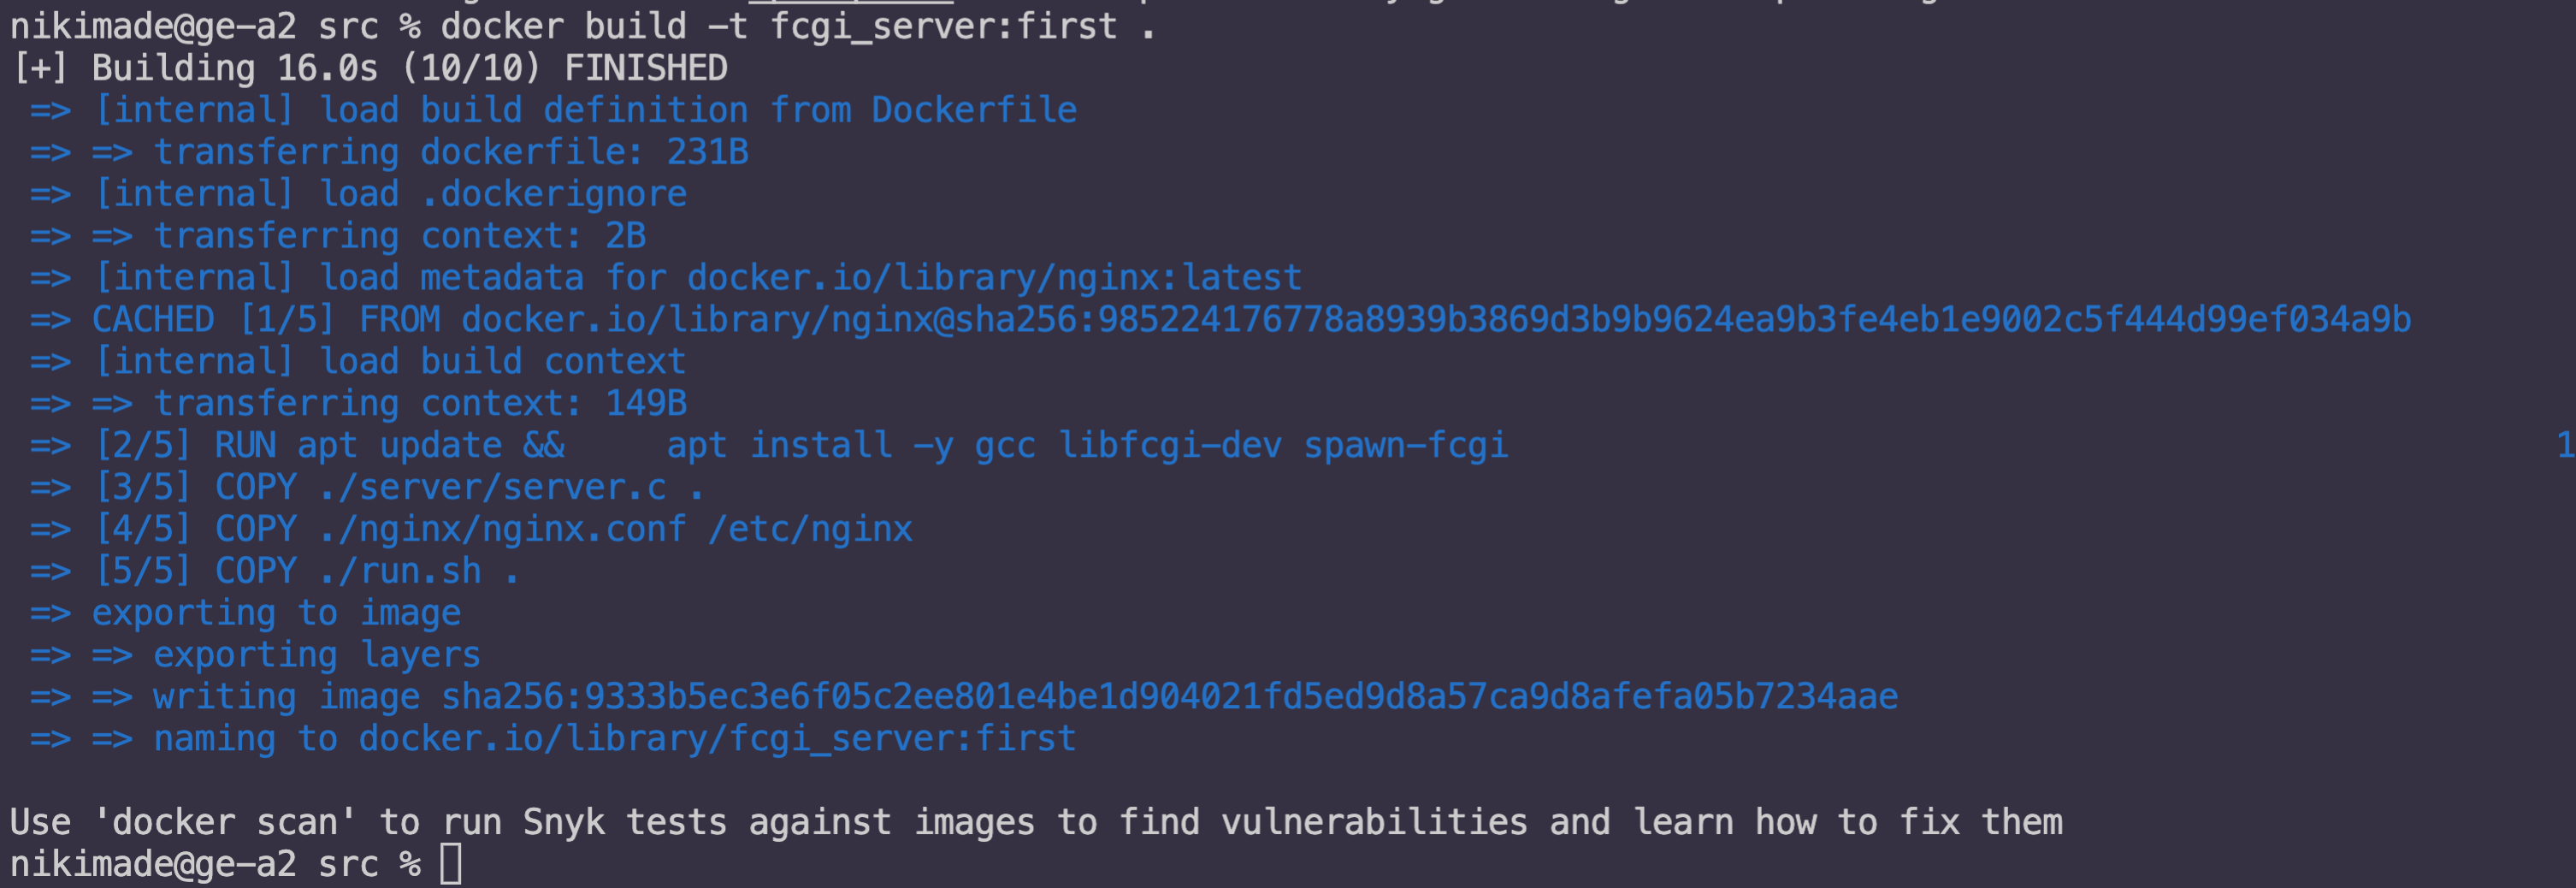 nikimade@ge-a2 src % docker build -t fcgi_server:first .
[+] Building 16.0s (10/10) FINISHED
=> [internal] load build definition from Dockerfile
=> => transferring dockerfile: 231B
=> [internal] load .dockerignore
=> => transferring context: 2B
=> [internal] load metadata for docker.io/library/nginx:latest
=> CACHED [1/5] FROM docker.io/library/nginx@sha256:985224176778a8939b3869d3b9b9624ea9b3fe4eb1e9002c5f444d99ef034a9b
=> [internal] load build context
=> => transferring context: 149B
=> [2/5] RUN apt update &&     apt install -y gcc libfcgi-dev spawn-fcgi 1
=> [3/5] COPY ./server/server.c .
=> [4/5] COPY ./nginx/nginx.conf /etc/nginx
=> [5/5] COPY ./run.sh .
=> exporting to image
=> => exporting layers
=> => writing image sha256:9333b5ec3e6f05c2ee801e4be1d904021fd5ed9d8a57ca9d8afefa05b7234aae
=> => naming to docker.io/library/fcgi_server:first
Use 'docker scan' to run Snyk tests against images to find vulnerabilities and learn how to fix them
nikimade@ge-a2 src %